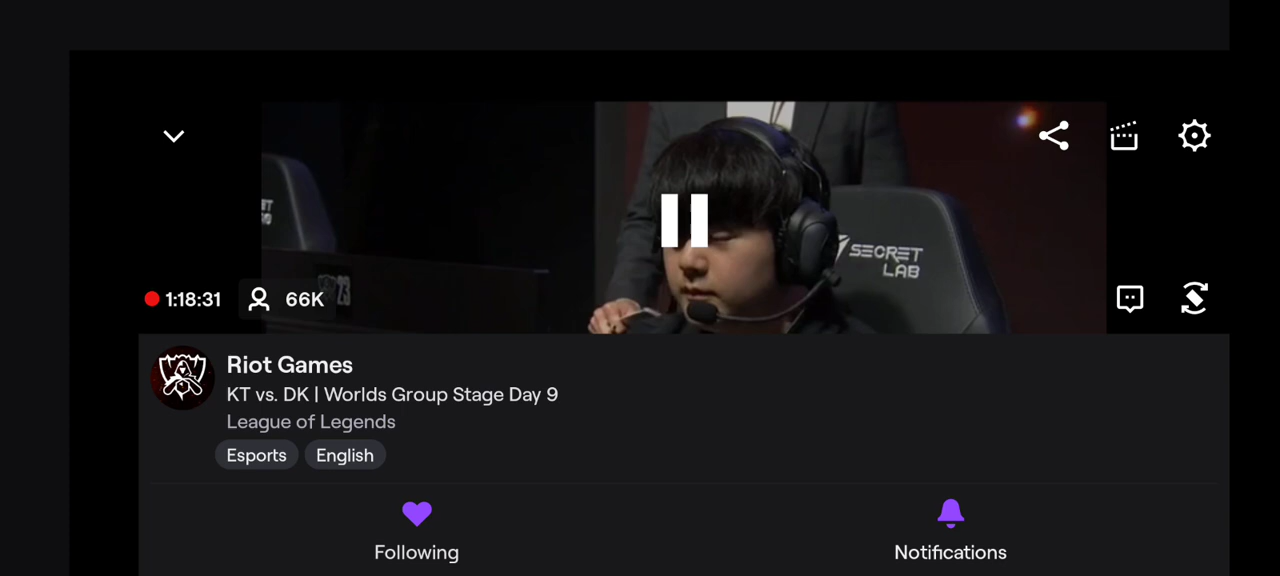 SECRET
LAB
23
1:18:31
66K
Riot Games
KT vs. DK | Worlds Group Stage Day 9
League of Legends
Esports
English
Following
Notifications